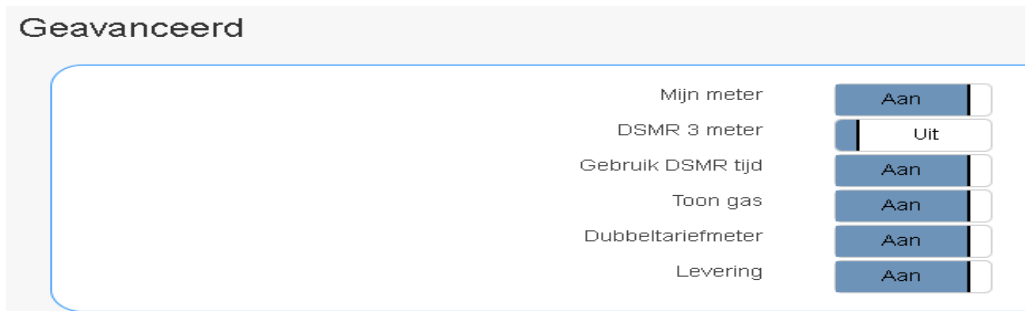 Geavanceerd
Mijn meter Aan
DSMR 3 meter Uit
Gebruik DSMR tijd Aan
Toon gas Aan
Dubbeltariefmeter Aan
Levering Aan